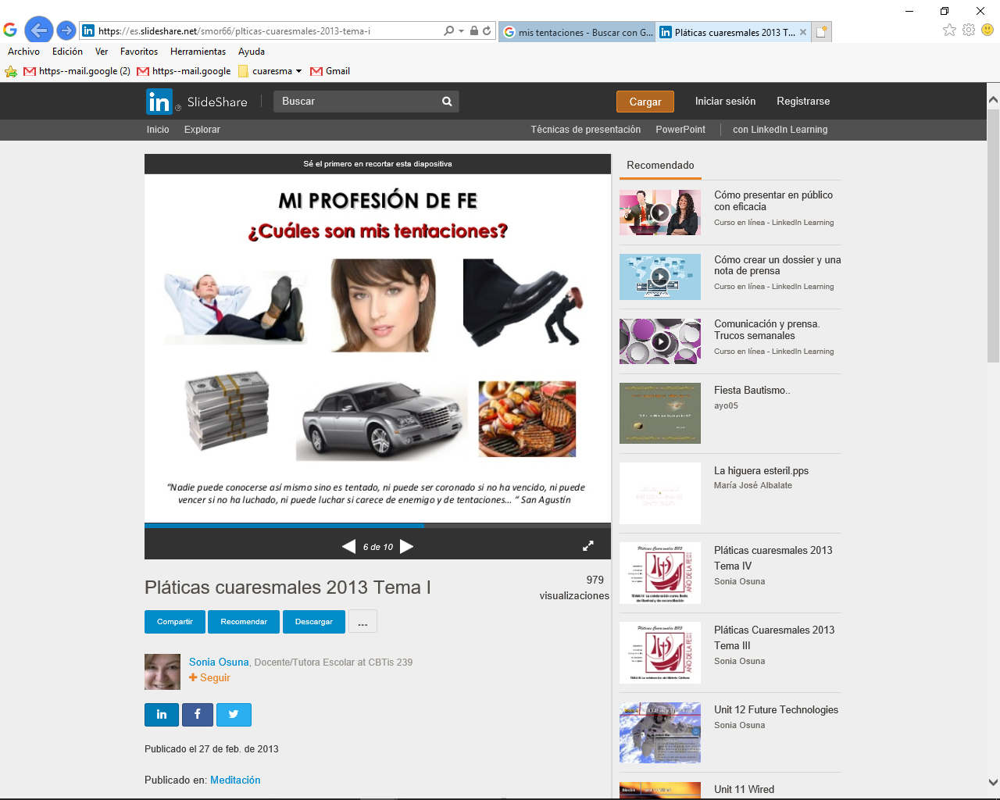 https://es.slideshare.net/smor66/plticas-cuaresmales-2013-tema-i
mis tentaciones - Buscar con G...
Pláticas cuaresmales 2013 T...
Archivo Edición Ver Favoritos Herramientas Ayuda
https--mail.google (2) https--mail.google cuaresma Gmail
in SlideShare
Buscar
Cargar Iniciar sesión Registrarse
Inicio Explorar
Técnicas de presentación PowerPoint con LinkedIn Learning
Sé el primero en recortar esta diapositiva
MI PROFESIÓN DE FE
¿Cuáles son mis tentaciones?
“Nadie puede conocerse así mismo sino es tentado, ni puede ser coronado si no ha vencido, ni puede
vencer si no ha luchado, ni puede luchar si carece de enemigo y de tentaciones... “ San Agustín
6 de 10
Pláticas cuaresmales 2013 Tema I
979
visualizaciones
Compartir Recomendar Descargar ...
Sonia Osuna, Docente/Tutora Escolar at CBTis 239
+ Seguir
Publicado el 27 de feb. de 2013
Publicado en: Meditación
Recomendado
Cómo presentar en público
con eficacia
Curso en línea - LinkedIn Learning
Cómo crear un dossier y una
nota de prensa
Curso en línea - LinkedIn Learning
Comunicación y prensa.
Trucos semanales
Curso en línea - LinkedIn Learning
Fiesta Bautismo..
ayo05
La higuera esteril.pps
María José Albalate
Pláticas Cuaresmales 2013
AÑO DE LA FE
Pláticas cuaresmales 2013
Tema IV
Sonia Osuna
Pláticas Cuaresmales 2013
AÑO DE LA FE
Pláticas Cuaresmales 2013
Tema III
Sonia Osuna
Unit 12 Future Technologies
Sonia Osuna
Unit 11 Wired